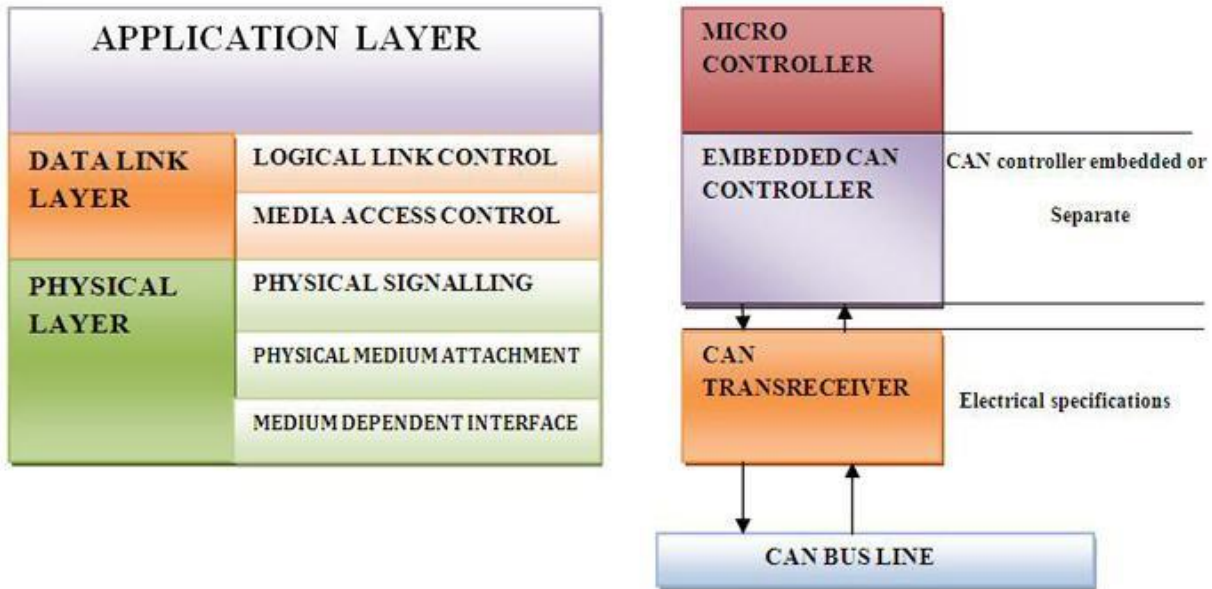 APPLICATION LAYER
DATA LINK
LAYER
LOGICAL LINK CONTROL
MEDIA ACCESS CONTROL
PHYSICAL
LAYER
PHYSICAL SIGNALLING
PHYSICAL MEDIUM ATTACHMENT
MEDIUM DEPENDENT INTERFACE
MICRO
CONTROLLER
EMBEDDED CAN
CONTROLLER
CAN controller embedded or
Separate
CAN
TRANSRECEIVER
Electrical specifications
CAN BUS LINE